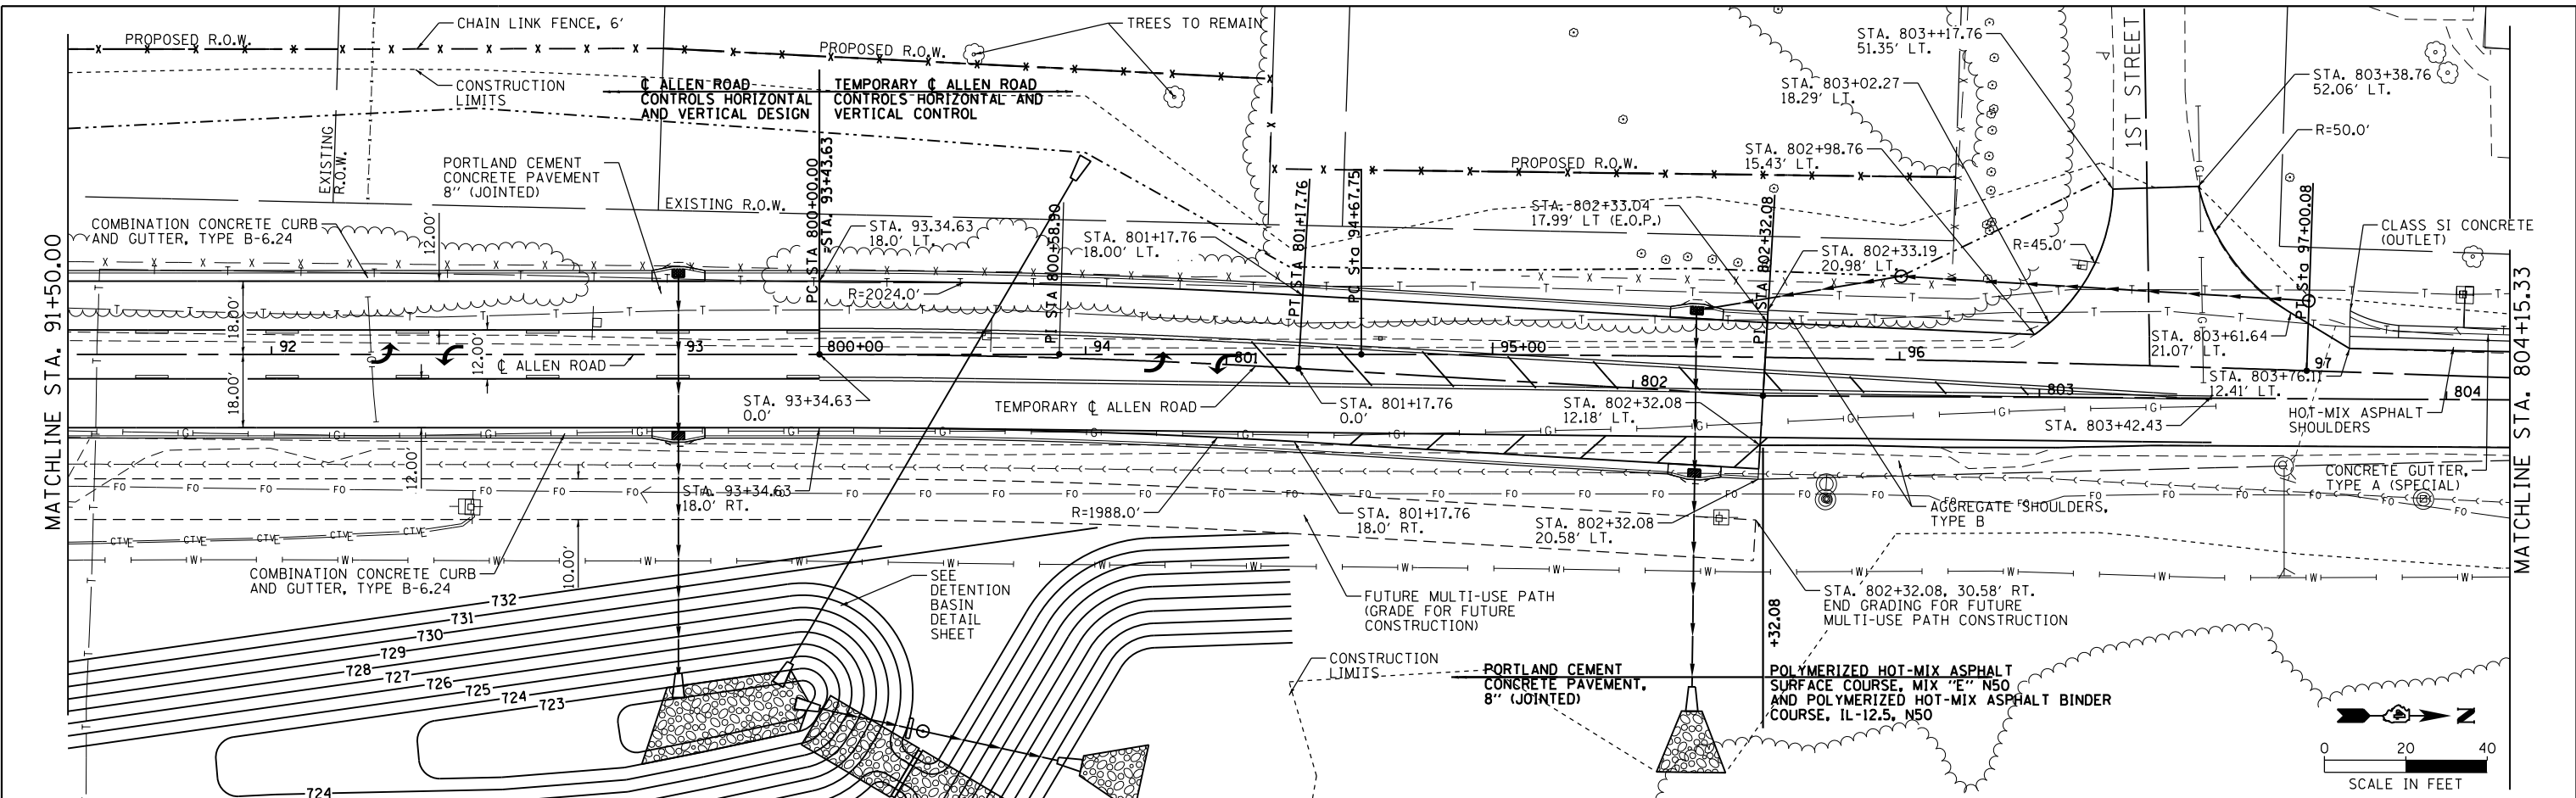 PROPOSED R.O.W.
CHAIN LINK FENCE, 6'
PROPOSED R.O.W.
TREES TO REMAIN
CONSTRUCTION
LIMITS
℄ ALLEN ROAD
CONTROLS HORIZONTAL
AND VERTICAL DESIGN
TEMPORARY ℄ ALLEN ROAD
CONTROLS HORIZONTAL AND
VERTICAL CONTROL
STA. 803++17.76
51.35' LT.
STA. 803+02.27
18.29' LT.
STA. 802+98.76
15.43' LT.
1ST STREET
STA. 803+38.76
52.06' LT.
R=50.0'
EXISTING
R.O.W.
PORTLAND CEMENT
CONCRETE PAVEMENT
8" (JOINTED)
EXISTING R.O.W.
PROPOSED R.O.W.
COMBINATION CONCRETE CURB
AND GUTTER, TYPE B-6.24
12.00'
PC STA 800+00.00
=STA. 93+43.63
STA. 93.34.63
18.0' LT.
R=2024.0'
PI STA 800+58.90
STA. 801+17.76
18.00' LT.
PT STA 801+17.76
PC Sta 94+67.75
STA. 802+33.04
17.99' LT (E.O.P.)
PI STA 802+32.08
STA. 802+33.19
20.98' LT.
R=45.0'
PT Sta 97+00.08
CLASS SI CONCRETE
(OUTLET)
MATCHLINE STA. 91+50.00
MATCHLINE STA. 804+15.33
18.00'
18.00'
12.00'
92
93
800+00
94
801
95+00
802
96
803
97
804
℄ ALLEN ROAD
STA. 93+34.63
0.0'
TEMPORARY ℄ ALLEN ROAD
STA. 801+17.76
0.0'
STA. 802+32.08
12.18' LT.
STA. 803+61.64
21.07' LT.
STA. 803+76.11
12.41' LT.
STA. 803+42.43
HOT-MIX ASPHALT
SHOULDERS
12.00'
STA. 93+34.63
18.0' RT.
R=1988.0'
STA. 801+17.76
18.0' RT.
STA. 802+32.08
20.58' LT.
AGGREGATE SHOULDERS,
TYPE B
CONCRETE GUTTER,
TYPE A (SPECIAL)
10.00'
COMBINATION CONCRETE CURB
AND GUTTER, TYPE B-6.24
SEE
DETENTION
BASIN
DETAIL
SHEET
FUTURE MULTI-USE PATH
(GRADE FOR FUTURE
CONSTRUCTION)
STA. 802+32.08, 30.58' RT.
END GRADING FOR FUTURE
MULTI-USE PATH CONSTRUCTION
+32.08
732
731
730
729
728
727
726
725
724
723
724
CONSTRUCTION
LIMITS
PORTLAND CEMENT
CONCRETE PAVEMENT,
8" (JOINTED)
POLYMERIZED HOT-MIX ASPHALT
SURFACE COURSE, MIX "E" N50
AND POLYMERIZED HOT-MIX ASPHALT BINDER
COURSE, IL-12.5, N50
N
0 20 40
SCALE IN FEET